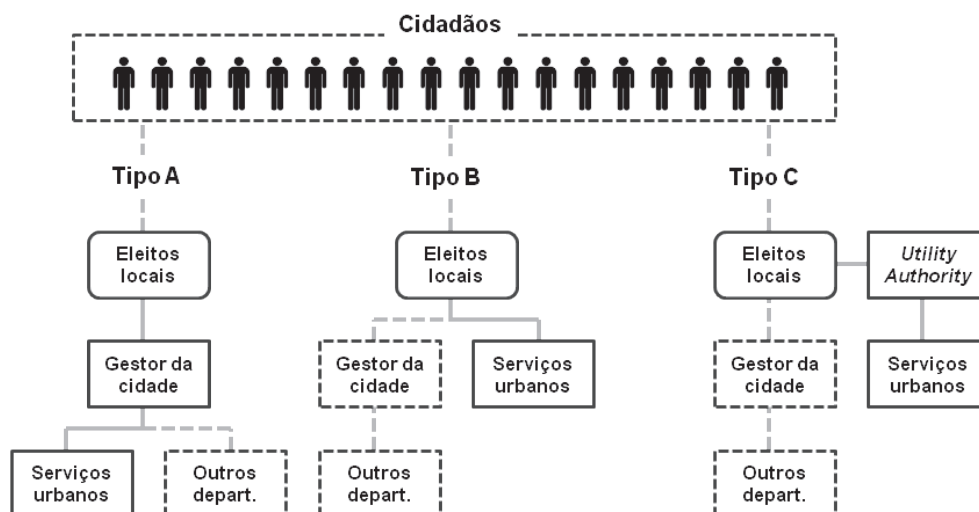 Cidadãos
Tipo A
Tipo B
Tipo C
Eleitos
locais
Eleitos
locais
Eleitos
locais
Utility
Authority
Gestor da
cidade
Gestor da
cidade
Serviços
urbanos
Gestor da
cidade
Serviços
urbanos
Serviços
urbanos
Outros
depart.
Outros
depart.
Outros
depart.